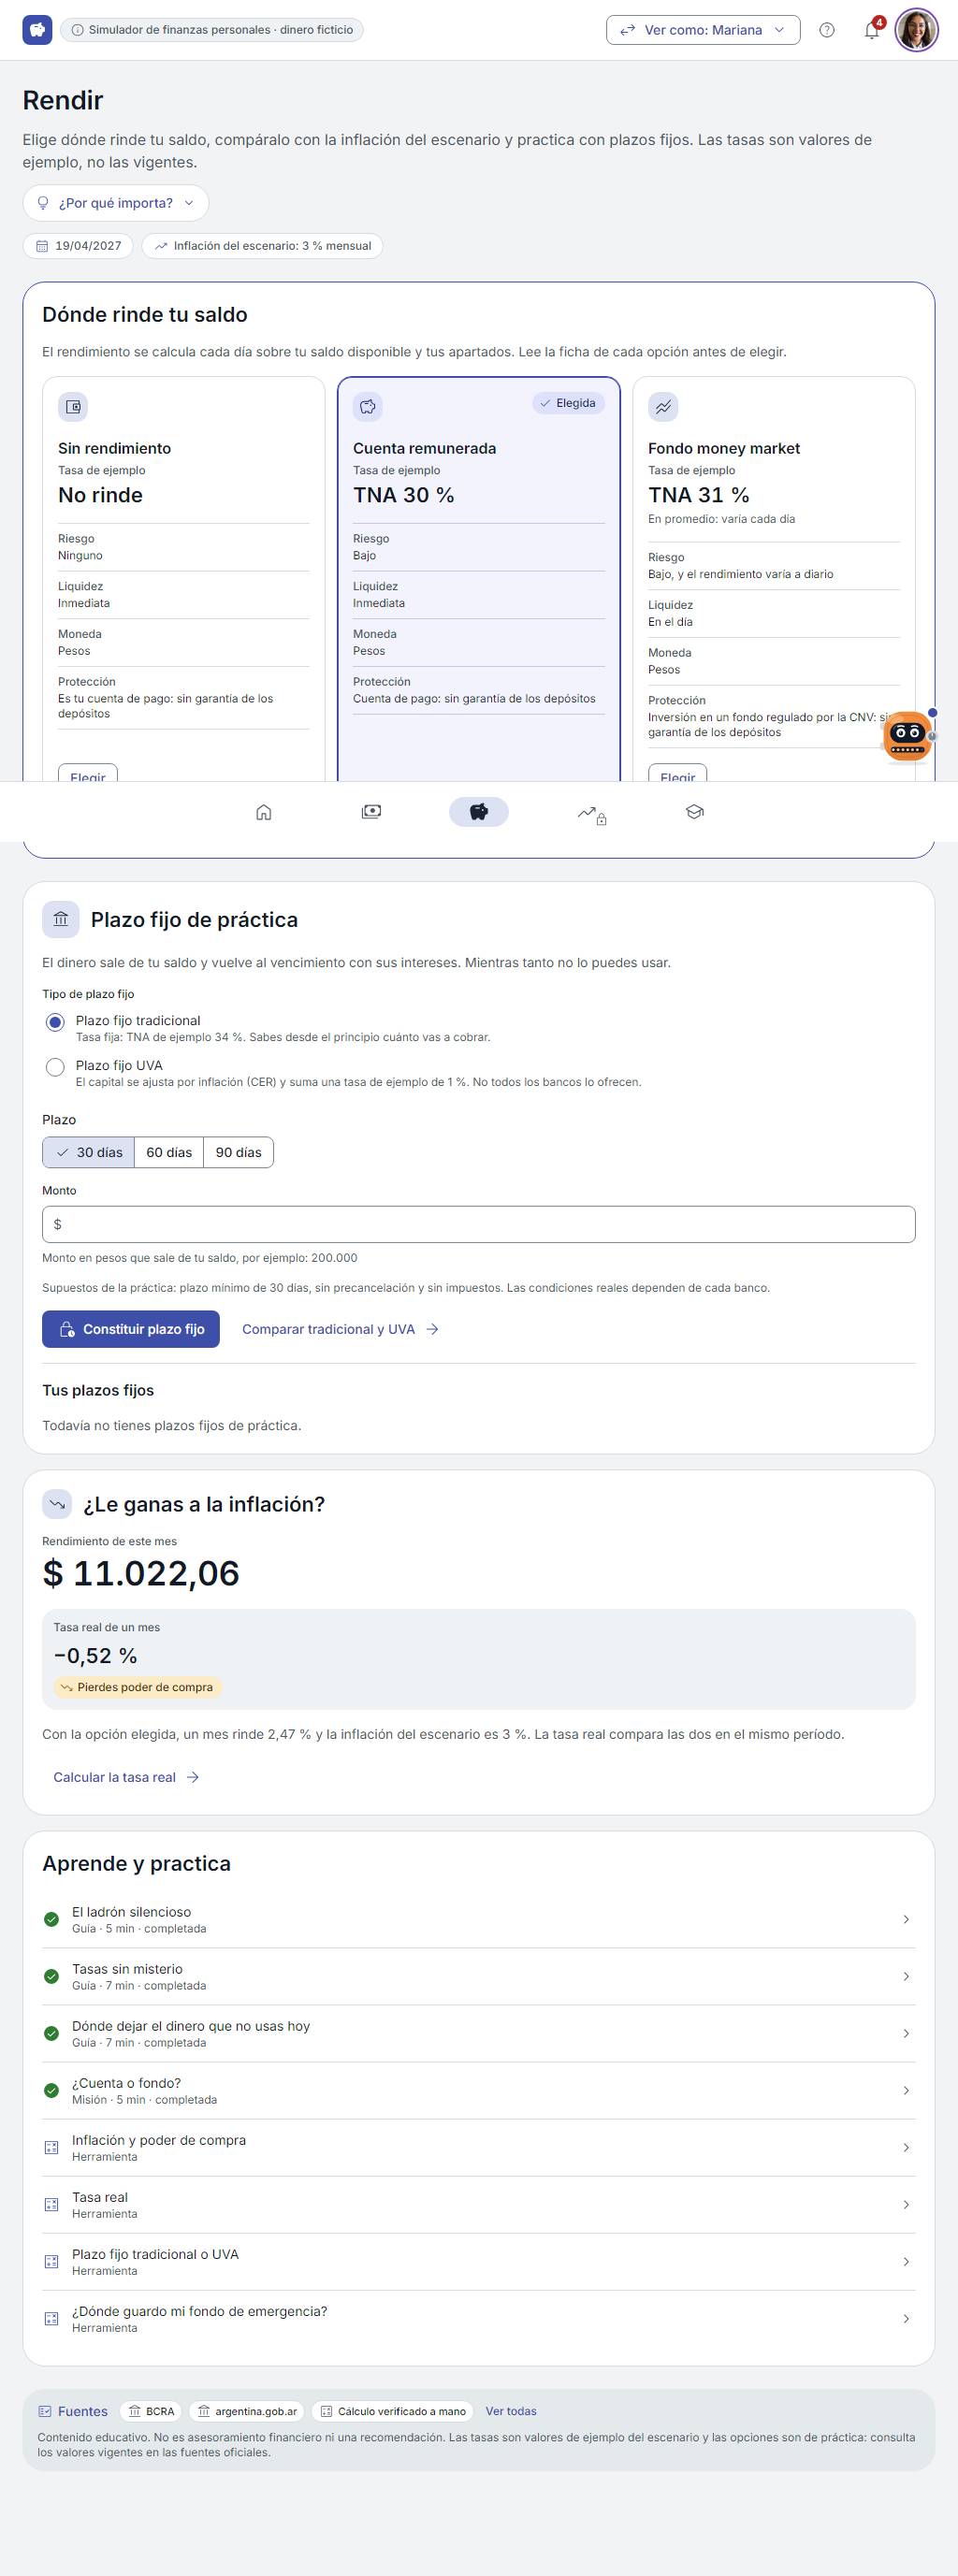 Simulador de finanzas personales · dinero ficticio
Ver como: Mariana
4
Rendir
Elige dónde rinde tu saldo, compáralo con la inflación del escenario y practica con plazos fijos. Las tasas son valores de
ejemplo, no las vigentes.
¿Por qué importa?
19/04/2027
Inflación del escenario: 3 % mensual
Dónde rinde tu saldo
El rendimiento se calcula cada día sobre tu saldo disponible y tus apartados. Lee la ficha de cada opción antes de elegir.
Sin rendimiento
Tasa de ejemplo
No rinde
Riesgo
Ninguno
Liquidez
Inmediata
Moneda
Pesos
Protección
Es tu cuenta de pago: sin garantía de los
depósitos
Elegir
Elegida
Cuenta remunerada
Tasa de ejemplo
TNA 30 %
Riesgo
Bajo
Liquidez
Inmediata
Moneda
Pesos
Protección
Cuenta de pago: sin garantía de los depósitos
Fondo money market
Tasa de ejemplo
TNA 31 %
En promedio: varía cada día
Riesgo
Bajo, y el rendimiento varía a diario
Liquidez
En el día
Moneda
Pesos
Protección
Inversión en un fondo regulado por la CNV:
garantía de los depósitos
Elegir
Plazo fijo de práctica
El dinero sale de tu saldo y vuelve al vencimiento con sus intereses. Mientras tanto no lo puedes usar.
Tipo de plazo fijo
Plazo fijo tradicional
Tasa fija: TNA de ejemplo 34 %. Sabes desde el principio cuánto vas a cobrar.
Plazo fijo UVA
El capital se ajusta por inflación (CER) y suma una tasa de ejemplo de 1 %. No todos los bancos lo ofrecen.
Plazo
30 días
60 días
90 días
Monto
$
Monto en pesos que sale de tu saldo, por ejemplo: 200.000
Supuestos de la práctica: plazo mínimo de 30 días, sin precancelación y sin impuestos. Las condiciones reales dependen de cada banco.
Constituir plazo fijo
Comparar tradicional y UVA
Tus plazos fijos
Todavía no tienes plazos fijos de práctica.
¿Le ganas a la inflación?
Rendimiento de este mes
$ 11.022,06
Tasa real de un mes
−0,52 %
Pierdes poder de compra
Con la opción elegida, un mes rinde 2,47 % y la inflación del escenario es 3 %. La tasa real compara las dos en el mismo período.
Calcular la tasa real
Aprende y practica
El ladrón silencioso
Guía · 5 min · completada
Tasas sin misterio
Guía · 7 min · completada
Dónde dejar el dinero que no usas hoy
Guía · 7 min · completada
¿Cuenta o fondo?
Misión · 5 min · completada
Inflación y poder de compra
Herramienta
Tasa real
Herramienta
Plazo fijo tradicional o UVA
Herramienta
¿Dónde guardo mi fondo de emergencia?
Herramienta
Fuentes
BCRA
argentina.gob.ar
Cálculo verificado a mano
Ver todas
Contenido educativo. No es asesoramiento financiero ni una recomendación. Las tasas son valores de ejemplo del escenario y las opciones son de práctica: consulta
los valores vigentes en las fuentes oficiales.